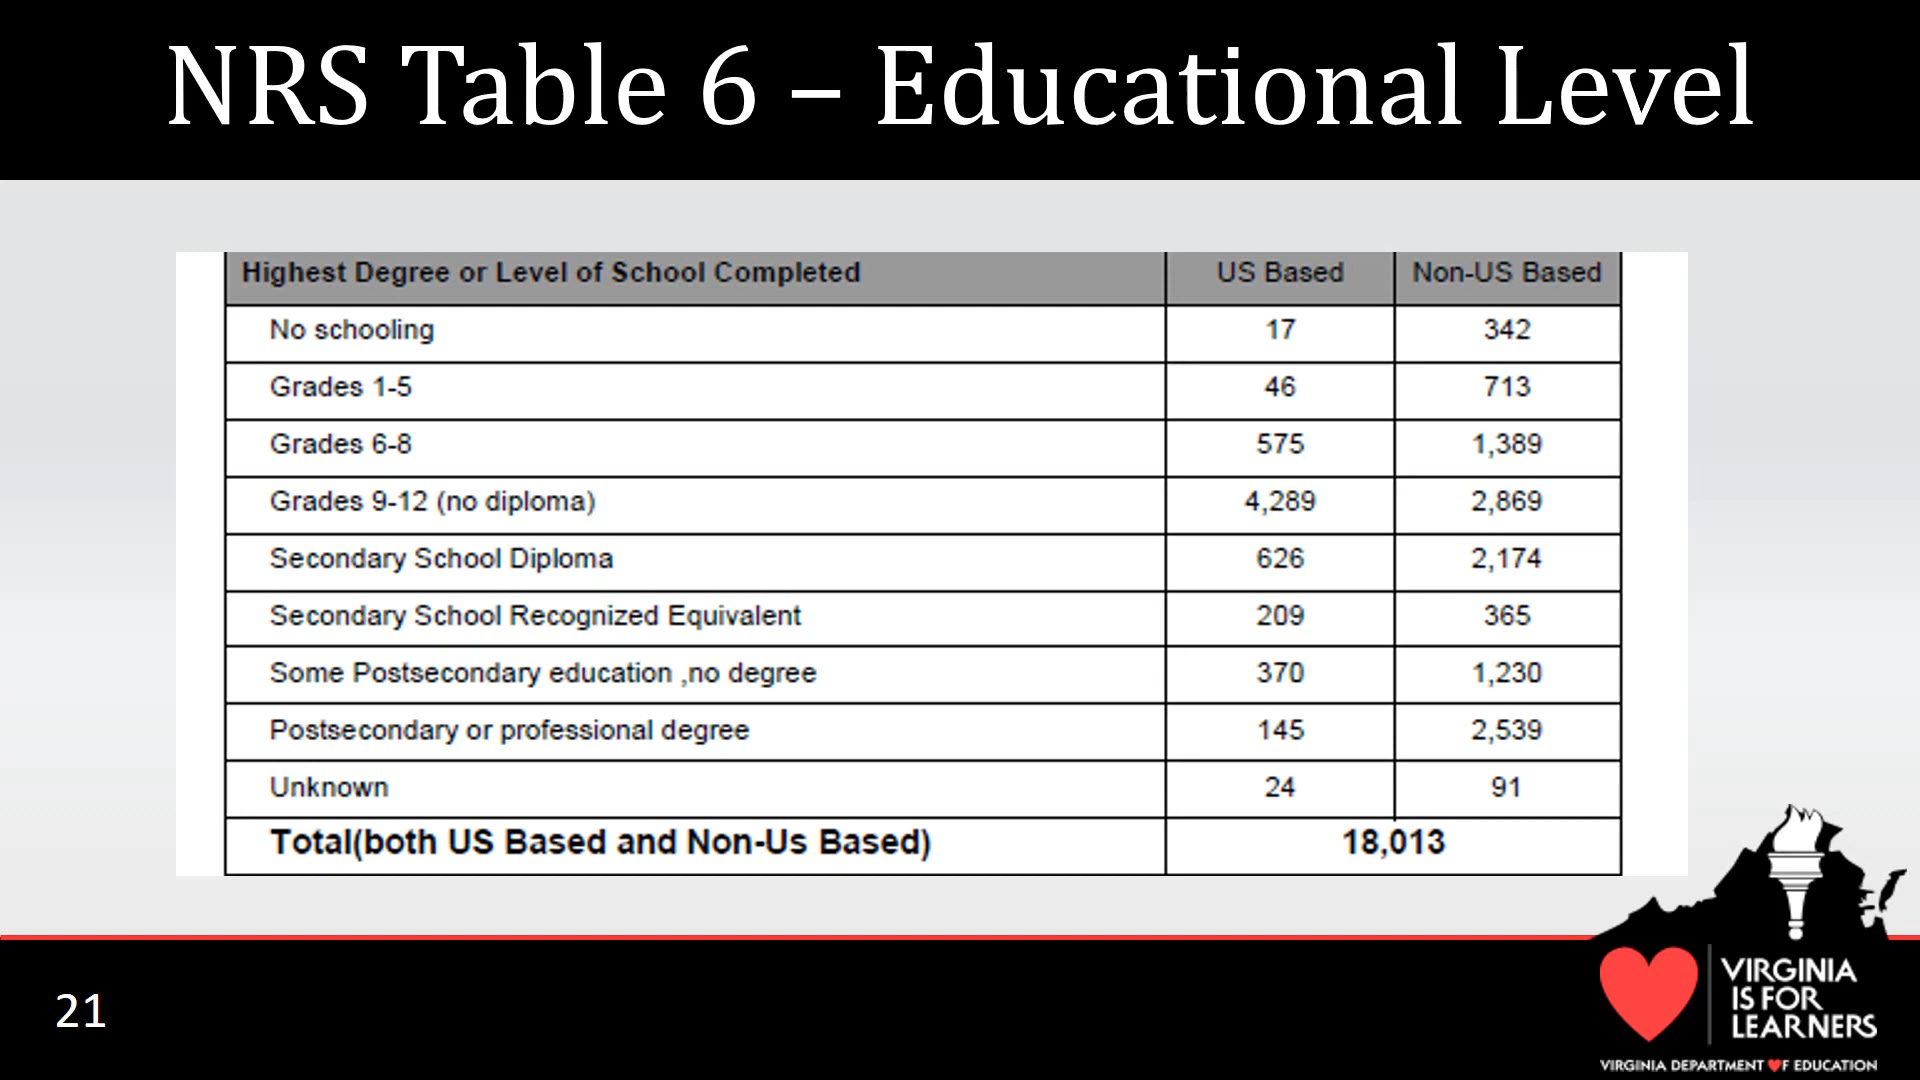 NRS Table 6 – Educational Level
Highest Degree or Level of School Completed US Based Non-US Based
No schooling 17 342
Grades 1-5 46 713
Grades 6-8 575 1,389
Grades 9-12 (no diploma) 4,289 2,869
Secondary School Diploma 626 2,174
Secondary School Recognized Equivalent 209 365
Some Postsecondary education ,no degree 370 1,230
Postsecondary or professional degree 145 2,539
Unknown 24 91
Total(both US Based and Non-Us Based) 18,013
21
VIRGINIA
IS FOR
LEARNERS
VIRGINIA DEPARTMENT ♥F EDUCATION